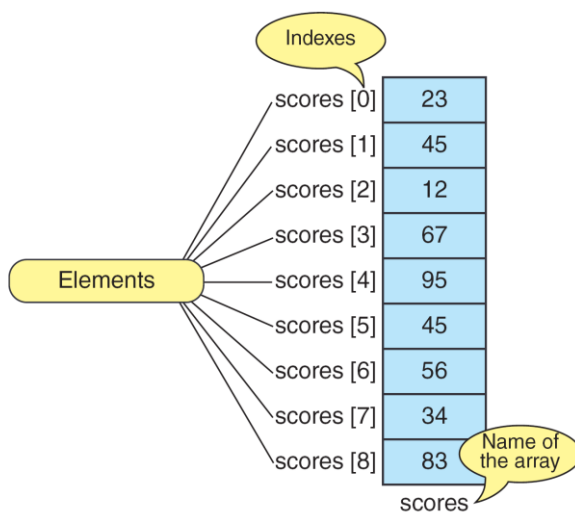 Indexes
scores [0] 23
scores [1] 45
scores [2] 12
scores [3] 67
Elements
scores [4] 95
scores [5] 45
scores [6] 56
scores [7] 34
scores [8] 83
Name of
the array
scores